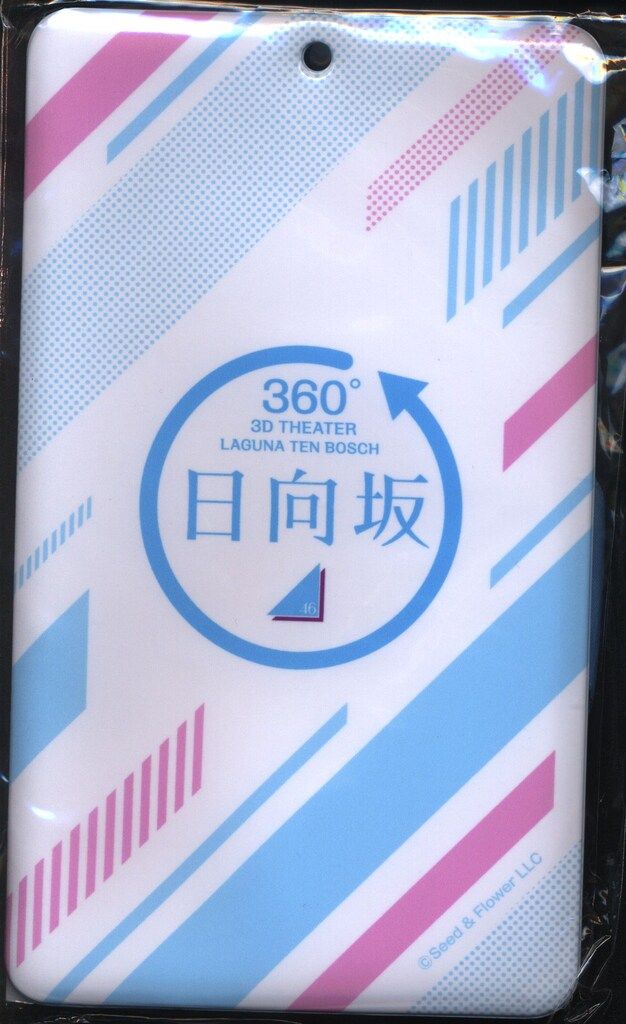 360°
3D THEATER
LAGUNA TEN BOSCH
日向坂
46
©Seed & Flower LLC